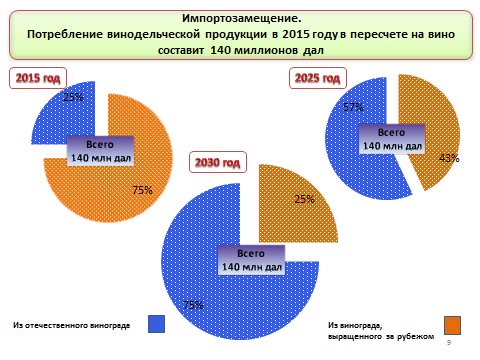 Импортозамещение.
Потребление винодельческой продукции в 2015 году в пересчете на вино
составит 140 миллионов дал
2015 год
25%
Всего
140 млн дал
75%
2025 год
57%
Всего
140 млн дал
43%
2030 год
25%
Всего
140 млн дал
75%
Из отечественного винограда
Из винограда,
выращенного за рубежом
9